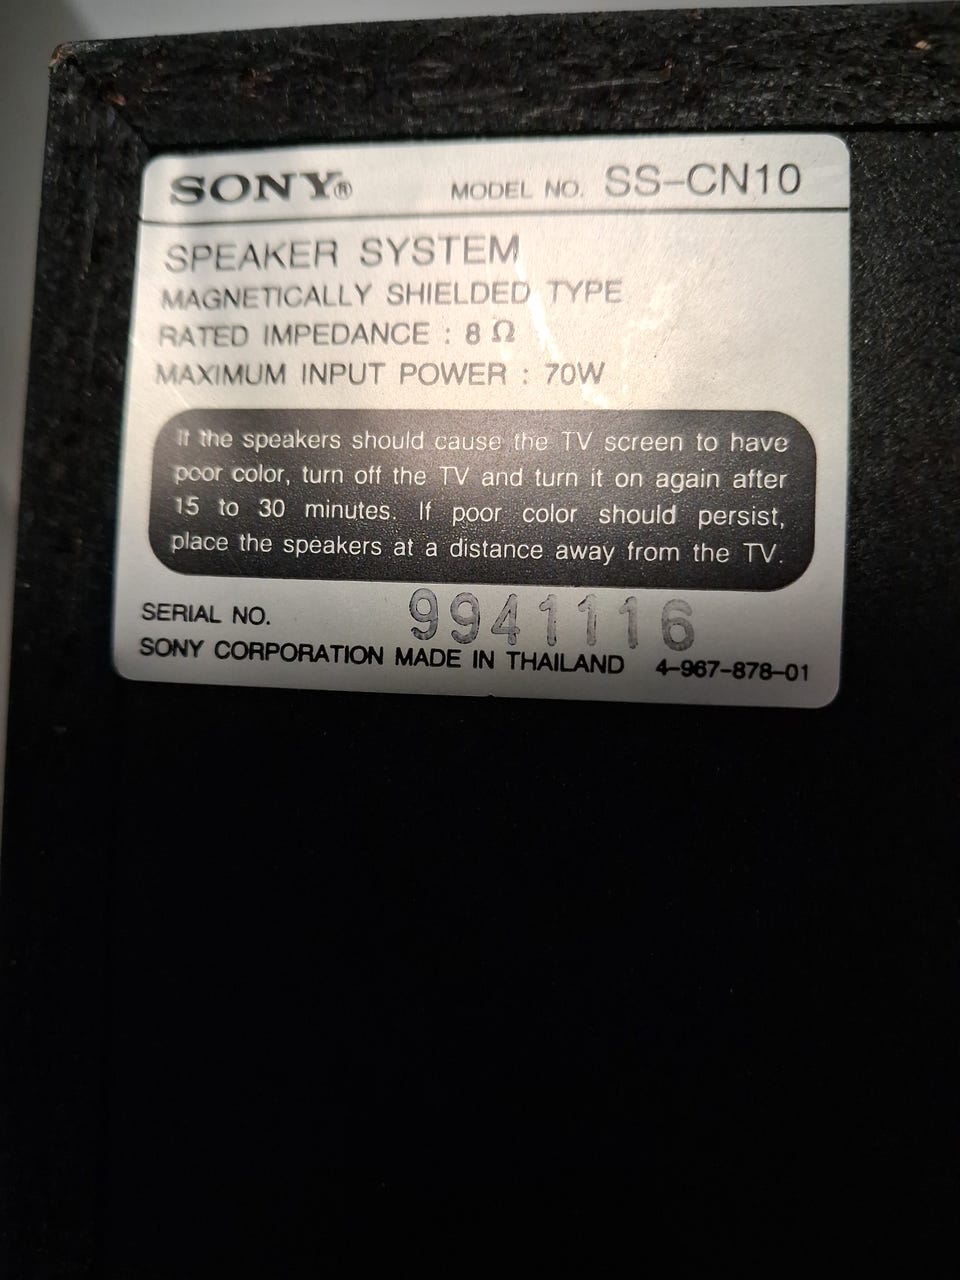 SONY® MODEL NO. SS-CN10
SPEAKER SYSTEM
MAGNETICALLY SHIELDED TYPE
RATED IMPEDANCE : 8 Ω
MAXIMUM INPUT POWER : 70W
If the speakers should cause the TV screen to have
poor color, turn off the TV and turn it on again after
15 to 30 minutes. If poor color should persist,
place the speakers at a distance away from the TV.
SERIAL NO. 9941116
SONY CORPORATION MADE IN THAILAND 4-967-878-01